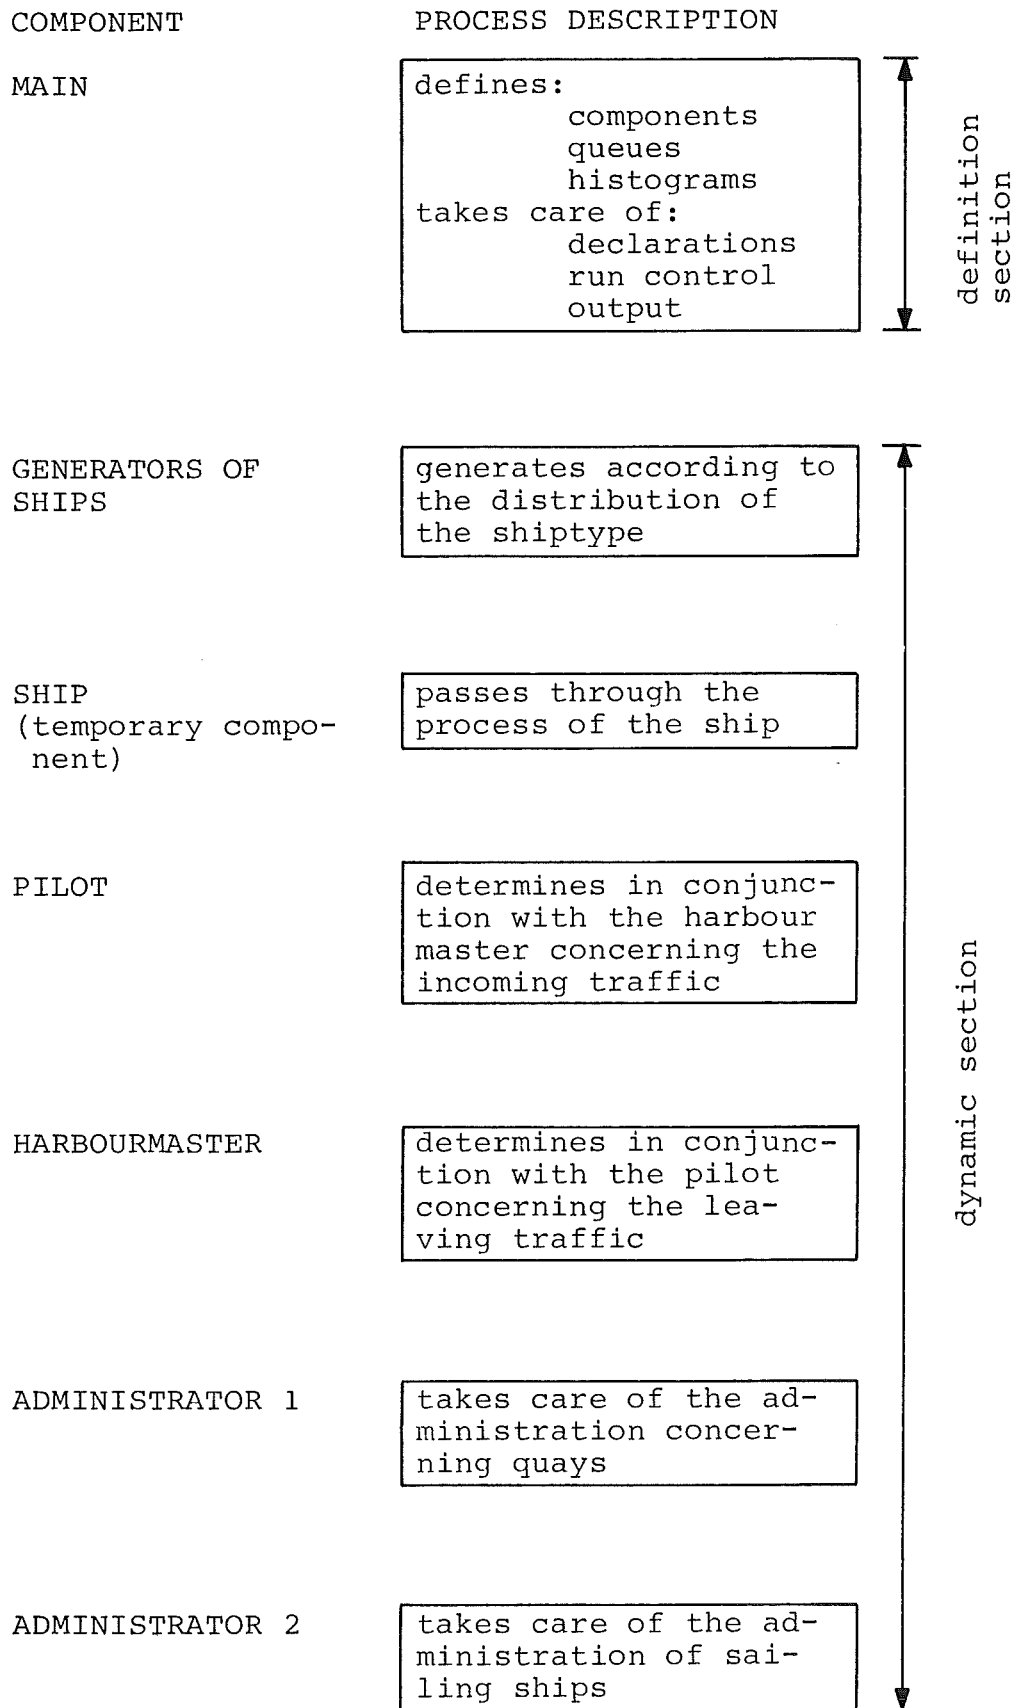 COMPONENT PROCESS DESCRIPTION
MAIN
defines:
components
queues
histograms
takes care of:
declarations
run control
output
definition
section
GENERATORS OF
SHIPS
generates according to
the distribution of
the shiptype
SHIP
(temporary compo-
nent)
passes through the
process of the ship
PILOT
determines in conjunc-
tion with the harbour
master concerning the
incoming traffic
HARBOURMASTER
determines in conjunc-
tion with the pilot
concerning the lea-
ving traffic
ADMINISTRATOR 1
takes care of the ad-
ministration concer-
ning quays
ADMINISTRATOR 2
takes care of the ad-
ministration of sai-
ling ships
dynamic section